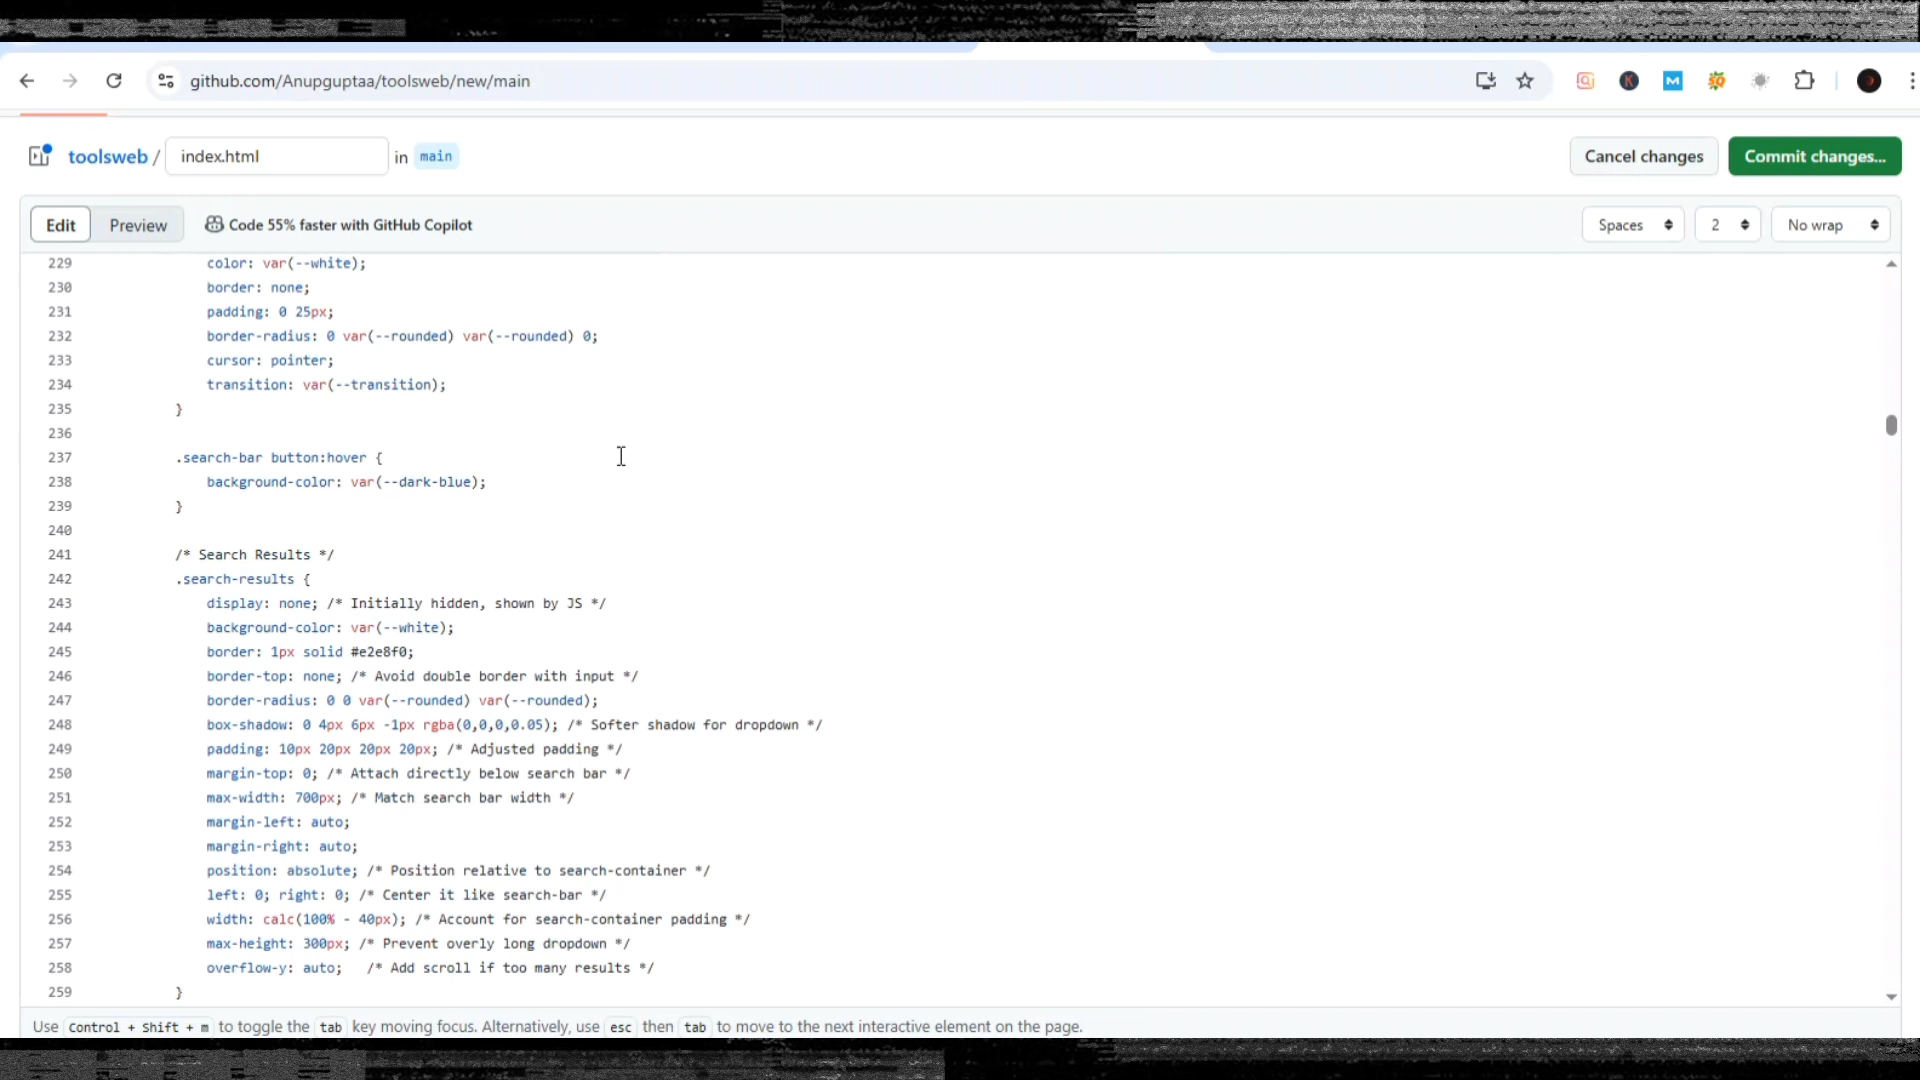 github.com/Anupguptaa/toolsweb/new/main
toolsweb / index.html in main
Cancel changes
Commit changes...
Edit
Preview
Code 55% faster with GitHub Copilot
Spaces
2
No wrap
229 color: var(--white);
230 border: none;
231 padding: 0 25px;
232 border-radius: 0 var(--rounded) var(--rounded) 0;
233 cursor: pointer;
234 transition: var(--transition);
235 }
236
237 .search-bar button:hover {
238 background-color: var(--dark-blue);
239 }
240
241 /* Search Results */
242 .search-results {
243 display: none; /* Initially hidden, shown by JS */
244 background-color: var(--white);
245 border: 1px solid #e2e8f0;
246 border-top: none; /* Avoid double border with input */
247 border-radius: 0 0 var(--rounded) var(--rounded);
248 box-shadow: 0 4px 6px -1px rgba(0,0,0,0.05); /* Softer shadow for dropdown */
249 padding: 10px 20px 20px 20px; /* Adjusted padding */
250 margin-top: 0; /* Attach directly below search bar */
251 max-width: 700px; /* Match search bar width */
252 margin-left: auto;
253 margin-right: auto;
254 position: absolute; /* Position relative to search-container */
255 left: 0; right: 0; /* Center it like search-bar */
256 width: calc(100% - 40px); /* Account for search-container padding */
257 max-height: 300px; /* Prevent overly long dropdown */
258 overflow-y: auto; /* Add scroll if too many results */
259 }
Use Control + Shift + m to toggle the tab key moving focus. Alternatively, use esc then tab to move to the next interactive element on the page.